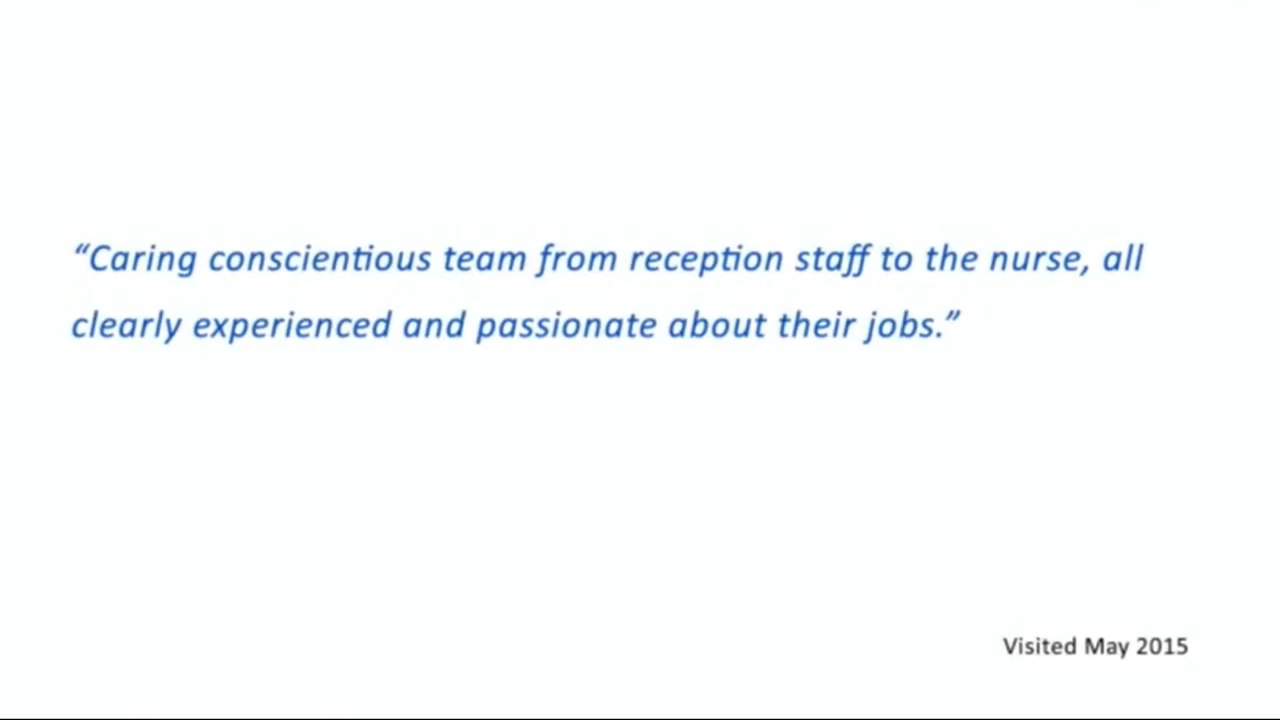 “Caring conscientious team from reception staff to the nurse, all
clearly experienced and passionate about their jobs.”
Visited May 2015